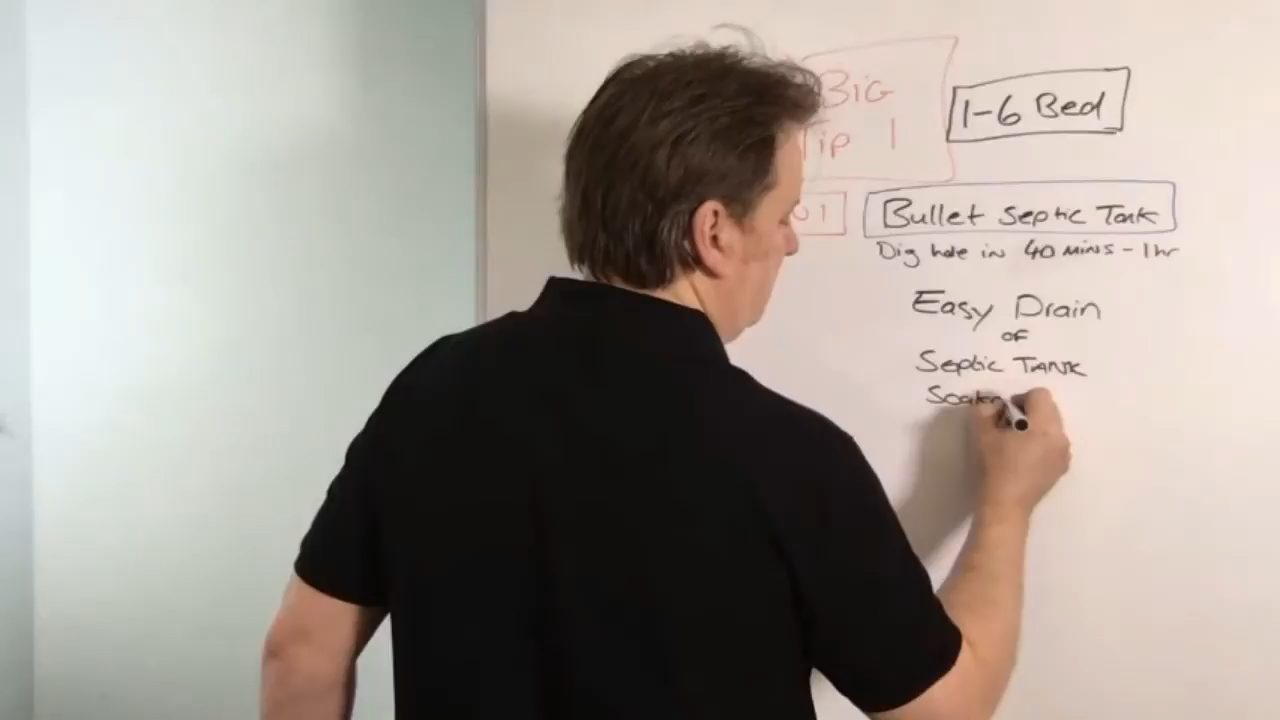 Big
Tip 1
1-6 Bed
01
Bullet Septic Tank
Dig hole in 40 MINS - 1hr
Easy Drain
OF
Septic TANK